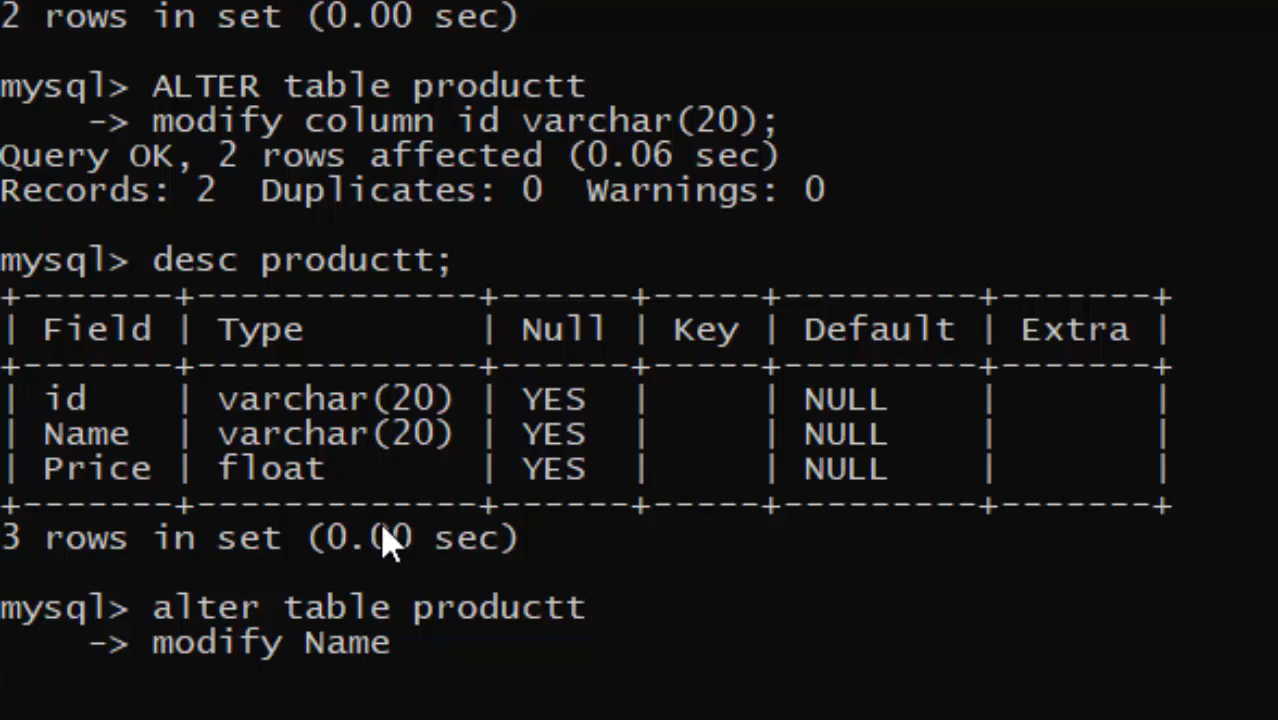 2 rows in set (0.00 sec)
mysql> ALTER table productt
    -> modify column id varchar(20);
Query OK, 2 rows affected (0.06 sec)
Records: 2  Duplicates: 0  Warnings: 0
mysql> desc productt;
+-------+-------------+------+-----+---------+-------+
| Field | Type        | Null | Key | Default | Extra |
+-------+-------------+------+-----+---------+-------+
| id    | varchar(20) | YES  |     | NULL    |       |
| Name  | varchar(20) | YES  |     | NULL    |       |
| Price | float       | YES  |     | NULL    |       |
+-------+-------------+------+-----+---------+-------+
3 rows in set (0.00 sec)
mysql> alter table productt
    -> modify Name